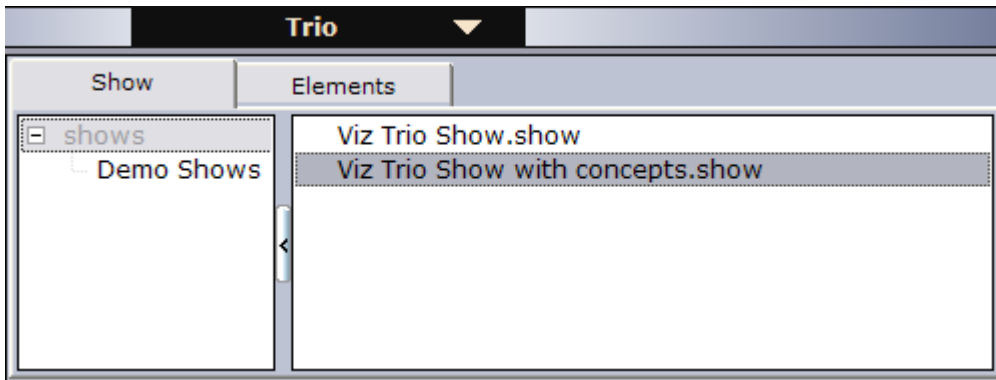 Trio
Show
Elements
shows
Demo Shows
Viz Trio Show.show
Viz Trio Show with concepts.show